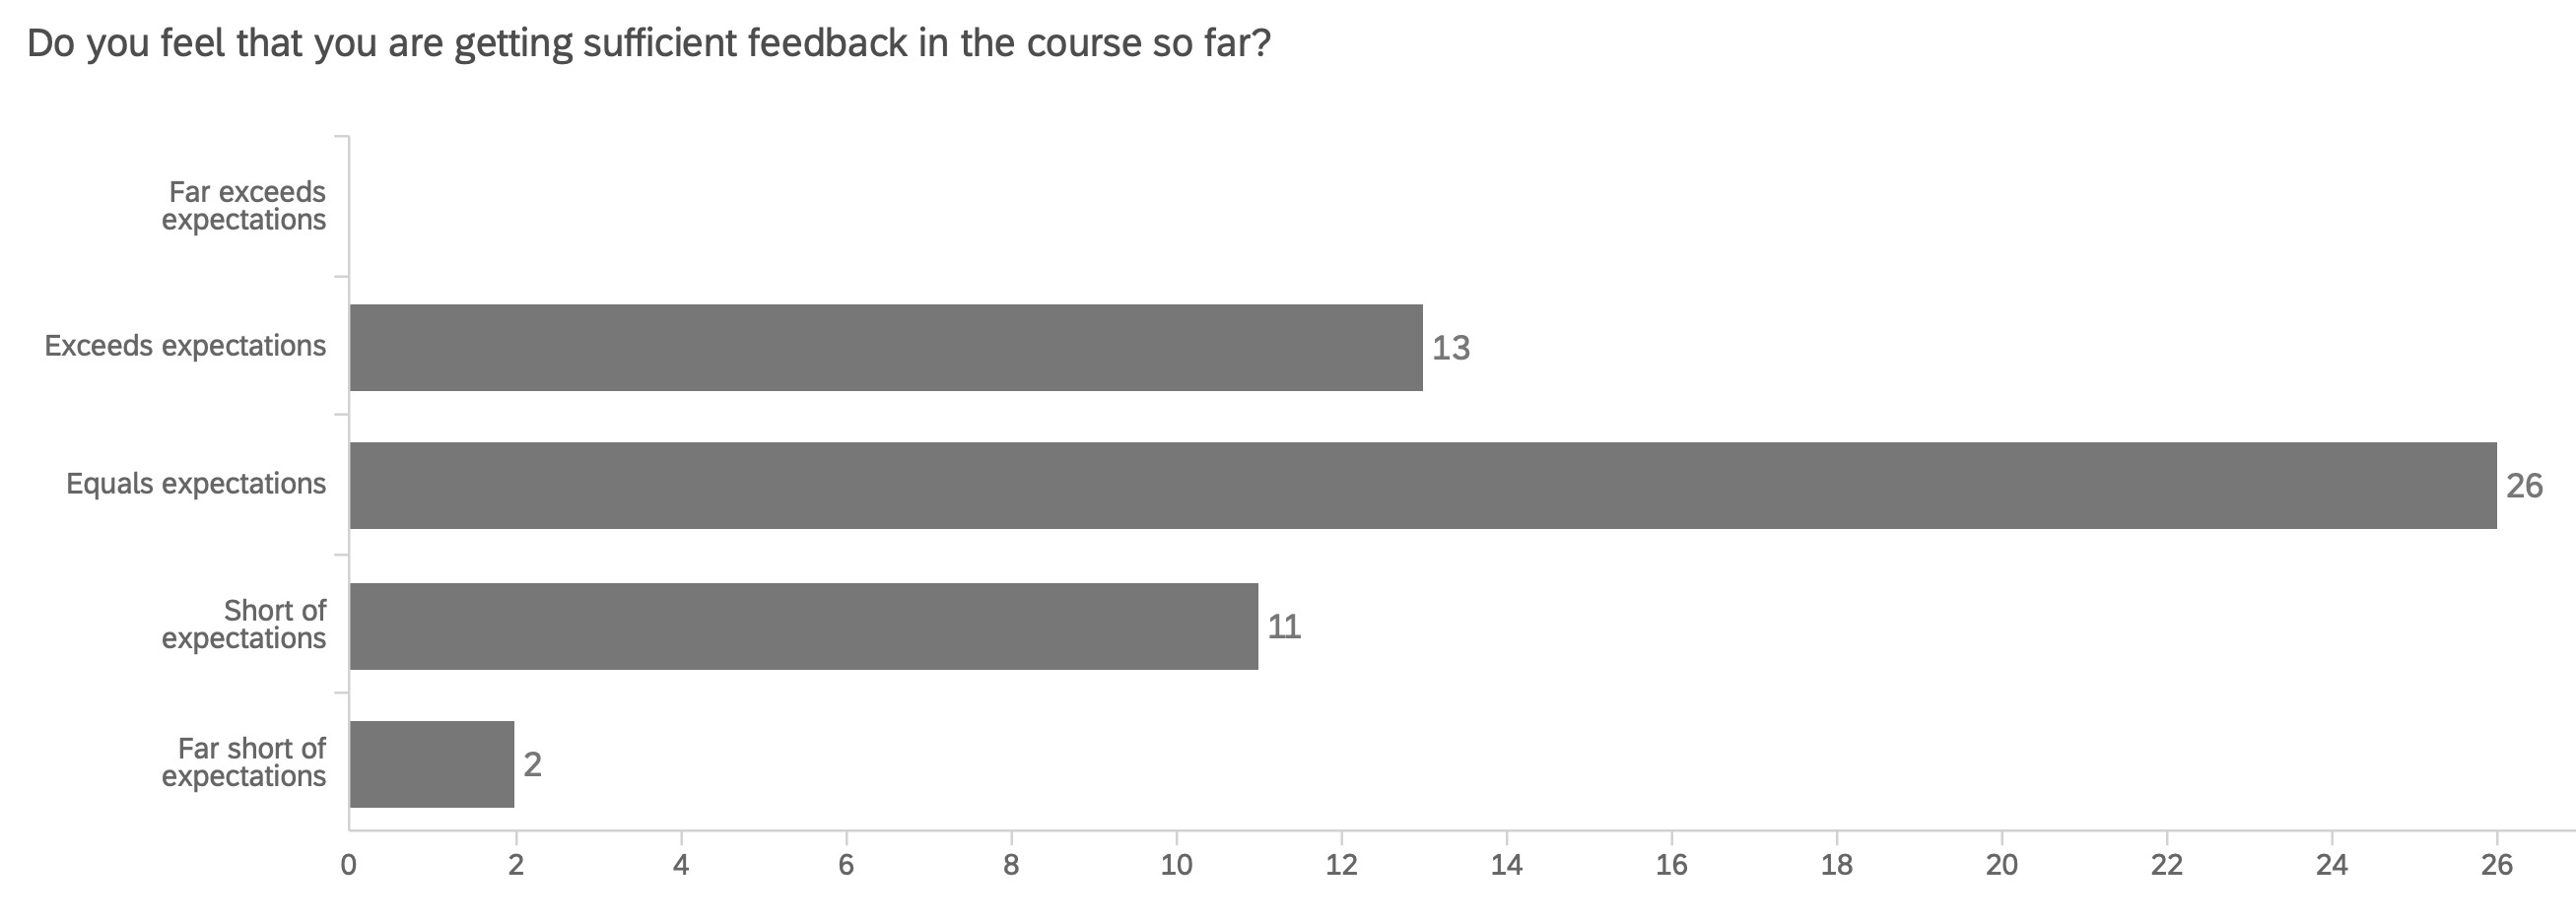 Do you feel that you are getting sufficient feedback in the course so far?
Far exceeds
expectations
Exceeds expectations
13
Equals expectations
26
Short of
expectations
11
Far short of
expectations
2
0 2 4 6 8 10 12 14 16 18 20 22 24 26